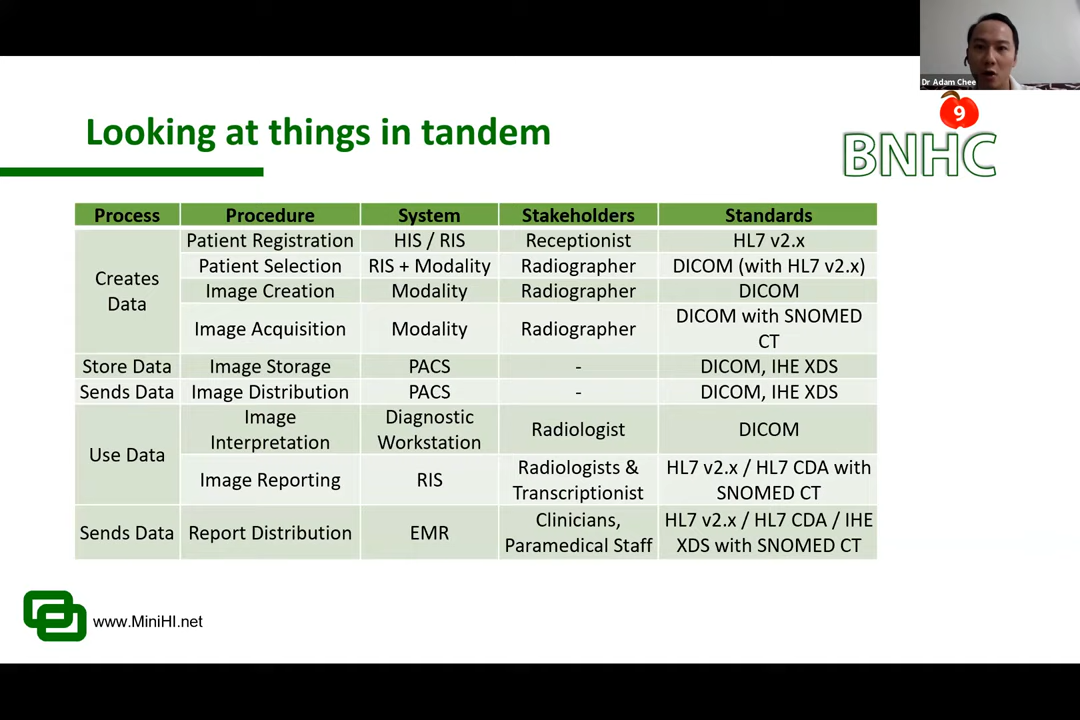 Dr Adam Chee
9
BNHC
Looking at things in tandem
Process Procedure System Stakeholders Standards
Creates Data Patient Registration HIS / RIS Receptionist HL7 v2.x
Patient Selection RIS + Modality Radiographer DICOM (with HL7 v2.x)
Image Creation Modality Radiographer DICOM
Image Acquisition Modality Radiographer DICOM with SNOMED CT
Store Data Image Storage PACS - DICOM, IHE XDS
Sends Data Image Distribution PACS - DICOM, IHE XDS
Use Data Image Interpretation Diagnostic Workstation Radiologist DICOM
Image Reporting RIS Radiologists & Transcriptionist HL7 v2.x / HL7 CDA with SNOMED CT
Sends Data Report Distribution EMR Clinicians, Paramedical Staff HL7 v2.x / HL7 CDA / IHE XDS with SNOMED CT
www.MiniHI.net